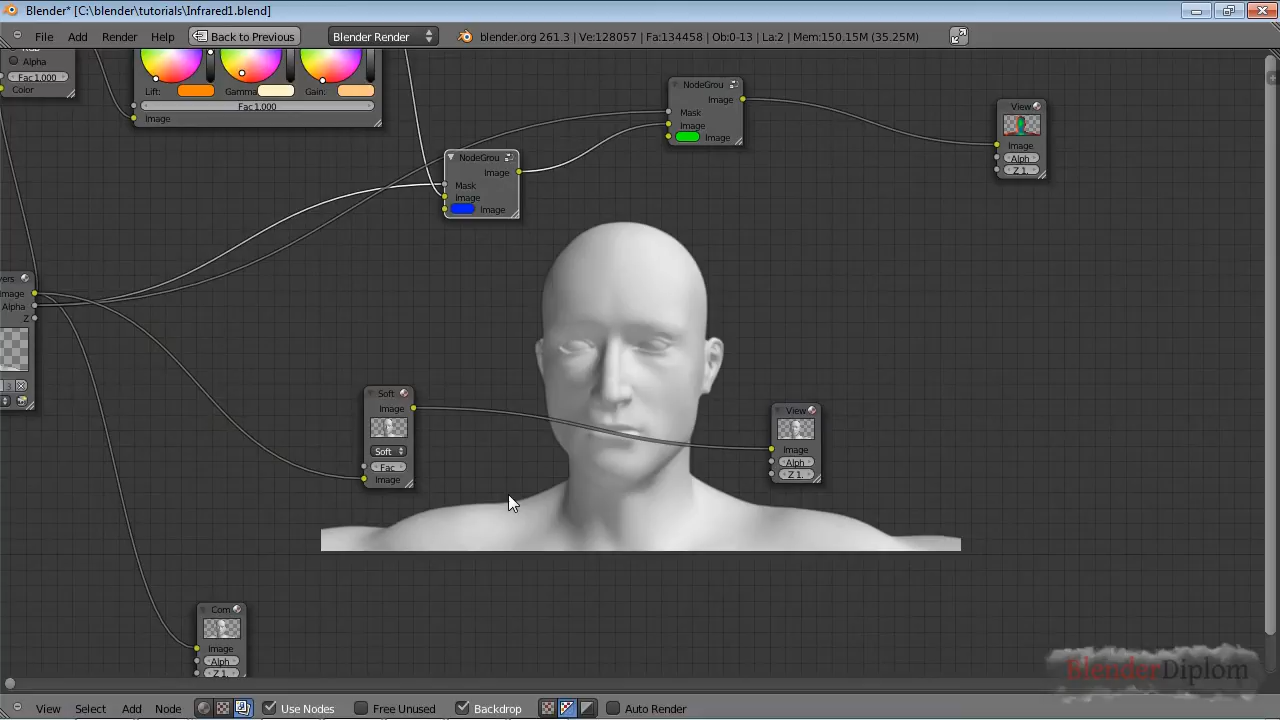 Blender* [C:\blender\tutorials\Infrared1.blend]
File Add Render Help Back to Previous Blender Render blender.org 261.3 | Ve:128057 | Fa:134458 | Ob:0-13 | La:2 | Mem:150.15M (35.25M)
Alpha
Fac 1.000
Color
Lift: Gamma: Gain:
Fac 1.000
Image
NodeGrou
Image
Mask
Image
Image
View
Image
Alph
Z 1.
NodeGrou
Image
Mask
Image
Image
yers
Image
Alpha
Z
3
Soft
Image
Soft
Fac
Image
View
Image
Alph
Z 1.
Com
Image
Alph
Z 1.
BlenderDiplom
View Select Add Node Use Nodes Free Unused Backdrop Auto Render